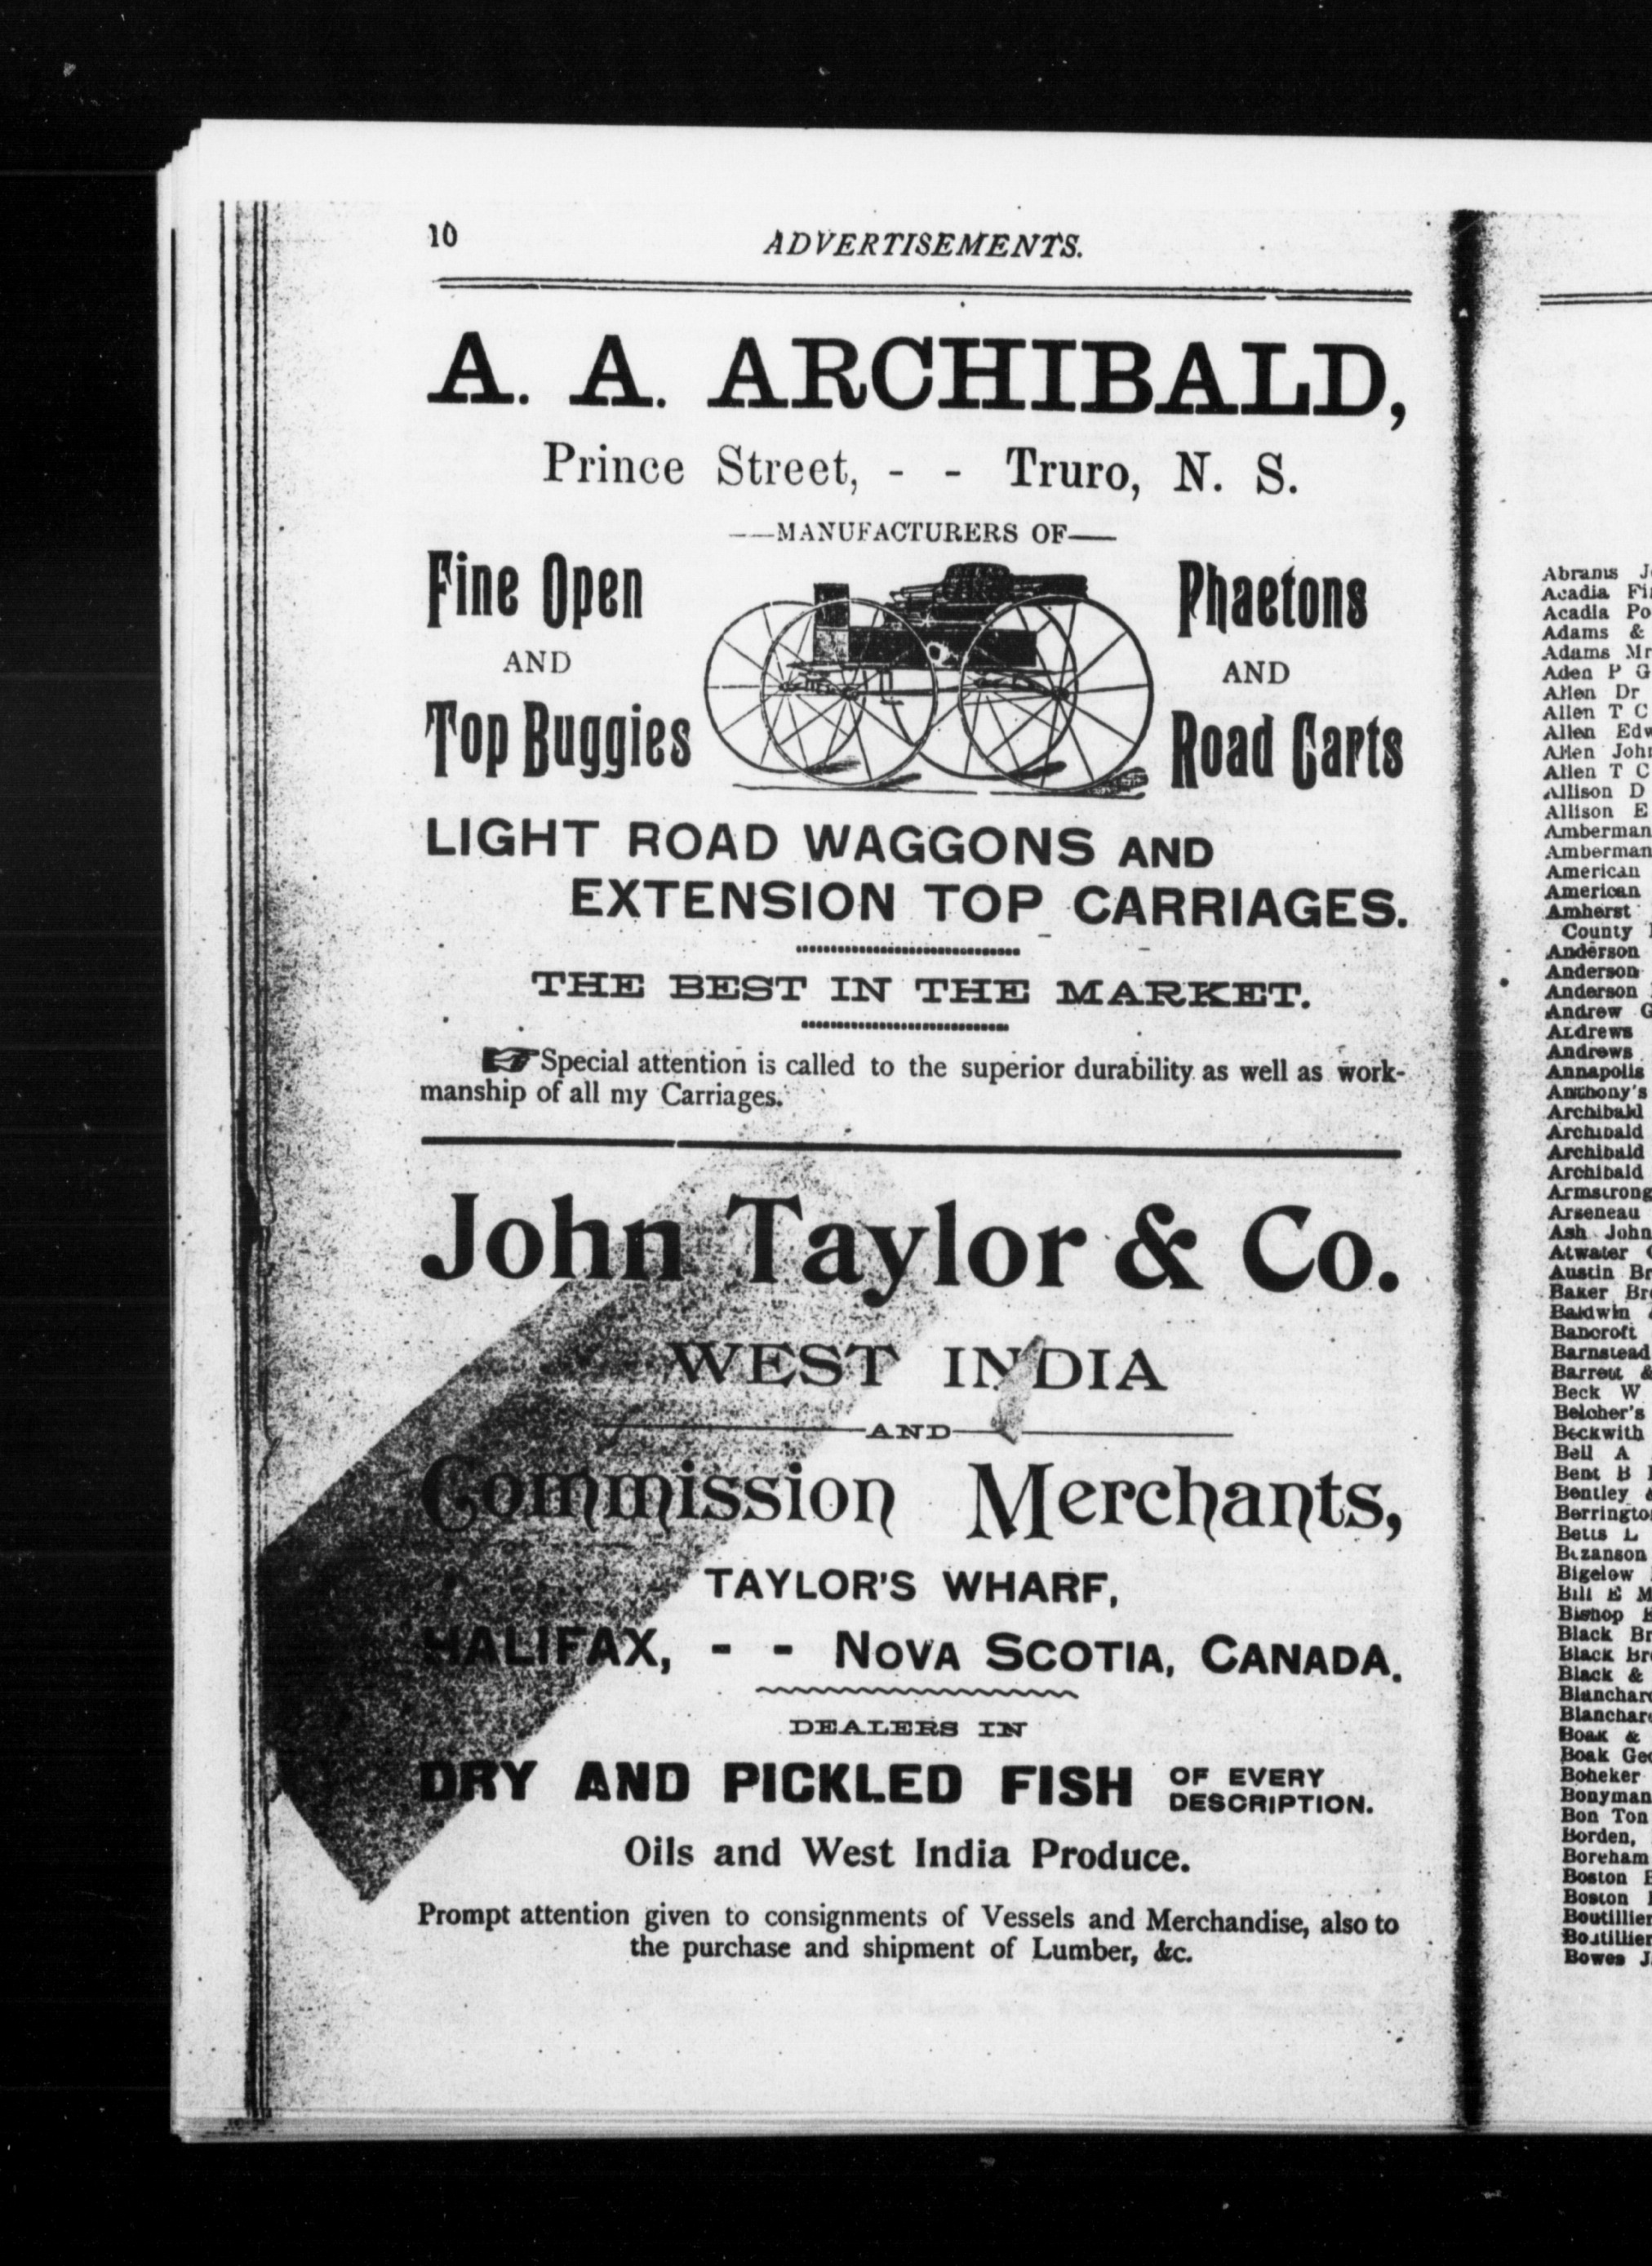 10
ADVERTISEMENTS.
A. A. ARCHIBALD,
Prince Street, - - Truro, N. S.
——MANUFACTURERS OF——
Fine Open
AND
Top Buggies
Phaetons
AND
Road Carts
LIGHT ROAD WAGGONS AND
EXTENSION TOP CARRIAGES.
THE BEST IN THE MARKET.
☛Special attention is called to the superior durability as well as work-
manship of all my Carriages.
John Taylor & Co.
WEST INDIA
AND
Commission Merchants,
TAYLOR'S WHARF,
HALIFAX, - - NOVA SCOTIA, CANADA.
DEALERS IN
DRY AND PICKLED FISH OF EVERY
DESCRIPTION.
Oils and West India Produce.
Prompt attention given to consignments of Vessels and Merchandise, also to
the purchase and shipment of Lumber, &c.
Abrams
Acadia
Acadia
Adams &
Adams
Aden P
Allen Dr
Allen T C
Allen
Allen
Allen T C
Allison D
Allison E
Amberman
Amberman
American
American
Amherst
County
Anderson
Anderson
Anderson
Andrew
Andrews
Andrews
Annapolis
Anthony's
Archibald
Archibald
Archibald
Archibald
Armstrong
Arseneau
Ash John
Atwater
Austin
Baker
Baldwin
Bancroft
Barnstead
Barrett
Beck W
Belcher's
Beckwith
Bell A
Bent B
Bentley
Betts L
Bezanson
Bigelow
Bill E
Bishop
Black
Black
Black &
Boak &
Boak
Boreham
Bon Ton
Borden,
Boston
Boston
Bowes